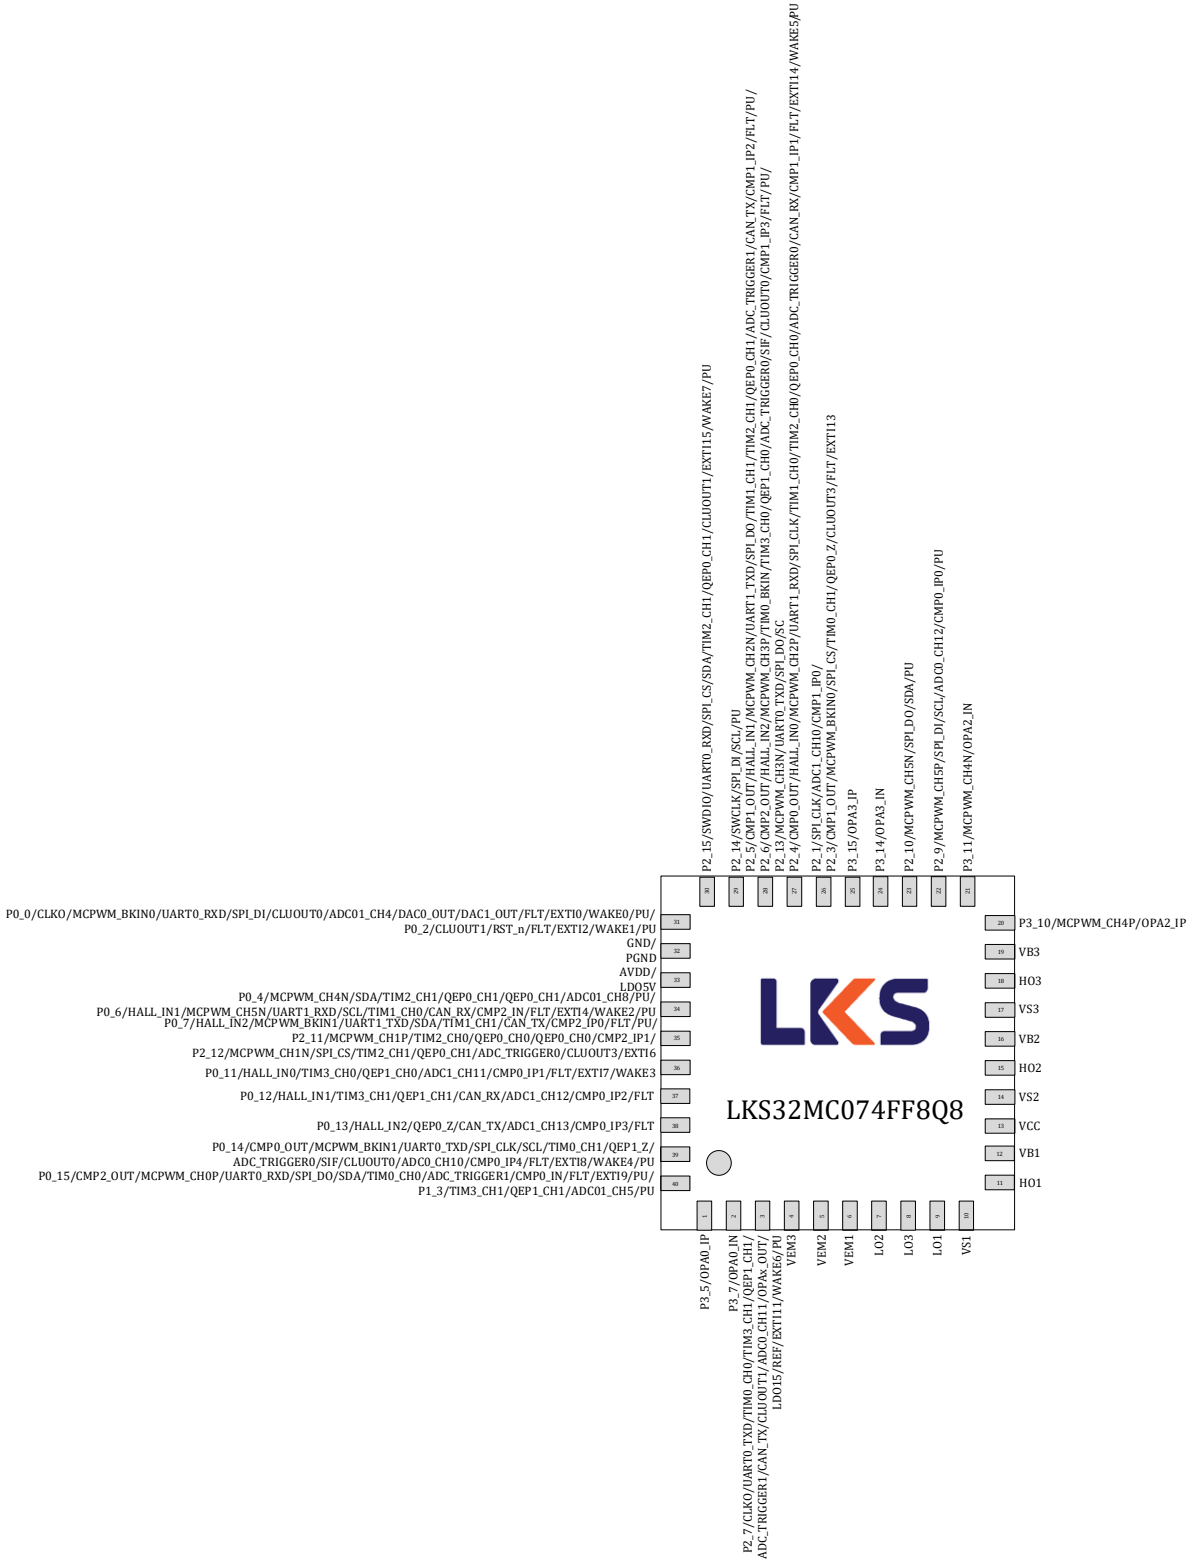 P2_15/SWDIO/UART0_RXD/SPI_CS/SDA/TIM2_CH1/QEP0_CH1/CLUOUT1/EXTI15/WAKE7/PU
P2_14/SWCLK/SPI_DI/SCL/PU
P2_5/CMP1_OUT/HALL_IN1/MCPWM_CH2N/UART1_TXD/SPI_DO/TIM1_CH1/TIM2_CH1/QEP0_CH1/ADC_TRIGGER1/CAN_TX/CMP1_IP2/FLT/PU/
P2_6/CMP2_OUT/HALL_IN2/MCPWM_CH3P/TIM0_BKIN/TIM3_CH0/QEP1_CH0/ADC_TRIGGER0/SIF/CLUOUT0/CMP1_IP3/FLT/PU/
P2_13/MCPWM_CH3N/UART0_TXD/SPI_DO/SC
P2_4/CMP0_OUT/HALL_IN0/MCPWM_CH2P/UART1_RXD/SPI_CLK/TIM1_CH0/TIM2_CH0/QEP0_CH0/ADC_TRIGGER0/CAN_RX/CMP1_IP1/FLT/EXTI14/WAKE5/PU
P2_1/SPI_CLK/ADC1_CH10/CMP1_IP0/
P2_3/CMP1_OUT/MCPWM_BKIN0/SPI_CS/TIM0_CH1/QEP0_Z/CLUOUT3/FLT/EXTI13
P3_15/OPA3_IP
P3_14/OPA3_IN
P2_10/MCPWM_CH5N/SPI_DO/SDA/PU
P2_9/MCPWM_CH5P/SPI_DI/SCL/ADC0_CH12/CMP0_IP0/PU
P3_11/MCPWM_CH4N/OPA2_IN
30
29
28
27
26
25
24
23
22
21
P0_0/CLKO/MCPWM_BKIN0/UART0_RXD/SPI_DI/CLUOUT0/ADC01_CH4/DAC0_OUT/DAC1_OUT/FLT/EXTI0/WAKE0/PU/
P0_2/CLUOUT1/RST_n/FLT/EXTI2/WAKE1/PU
31
GND/
PGND
32
AVDD/
LDO5V
33
P0_4/MCPWM_CH4N/SDA/TIM2_CH1/QEP0_CH1/QEP0_CH1/ADC01_CH8/PU/
P0_6/HALL_IN1/MCPWM_CH5N/UART1_RXD/SCL/TIM1_CH0/CAN_RX/CMP2_IN/FLT/EXTI4/WAKE2/PU
34
P0_7/HALL_IN2/MCPWM_BKIN1/UART1_TXD/SDA/TIM1_CH1/CAN_TX/CMP2_IP0/FLT/PU/
P2_11/MCPWM_CH1P/TIM2_CH0/QEP0_CH0/QEP0_CH0/CMP2_IP1/
P2_12/MCPWM_CH1N/SPI_CS/TIM2_CH1/QEP0_CH1/ADC_TRIGGER0/CLUOUT3/EXTI6
35
P0_11/HALL_IN0/TIM3_CH0/QEP1_CH0/ADC1_CH11/CMP0_IP1/FLT/EXTI7/WAKE3
36
P0_12/HALL_IN1/TIM3_CH1/QEP1_CH1/CAN_RX/ADC1_CH12/CMP0_IP2/FLT
37
P0_13/HALL_IN2/QEP0_Z/CAN_TX/ADC1_CH13/CMP0_IP3/FLT
38
P0_14/CMP0_OUT/MCPWM_BKIN1/UART0_TXD/SPI_CLK/SCL/TIM0_CH1/QEP1_Z/
ADC_TRIGGER0/SIF/CLUOUT0/ADC0_CH10/CMP0_IP4/FLT/EXTI8/WAKE4/PU
39
P0_15/CMP2_OUT/MCPWM_CH0P/UART0_RXD/SPI_DO/SDA/TIM0_CH0/ADC_TRIGGER1/CMP0_IN/FLT/EXTI9/PU/
P1_3/TIM3_CH1/QEP1_CH1/ADC01_CH5/PU
40
LKS
LKS32MC074FF8Q8
20 P3_10/MCPWM_CH4P/OPA2_IP
19 VB3
18 HO3
17 VS3
16 VB2
15 HO2
14 VS2
13 VCC
12 VB1
11 HO1
1
2
3
4
5
6
7
8
9
10
P3_5/OPA0_IP
P3_7/OPA0_IN
P2_7/CLKO/UART0_TXD/TIM0_CH0/TIM3_CH1/QEP1_CH1/
ADC_TRIGGER1/CAN_TX/CLUOUT1/ADC0_CH11/OPAx_OUT/
LDO15/REF/EXTI11/WAKE6/PU
VEM3
VEM2
VEM1
LO2
LO3
LO1
VS1